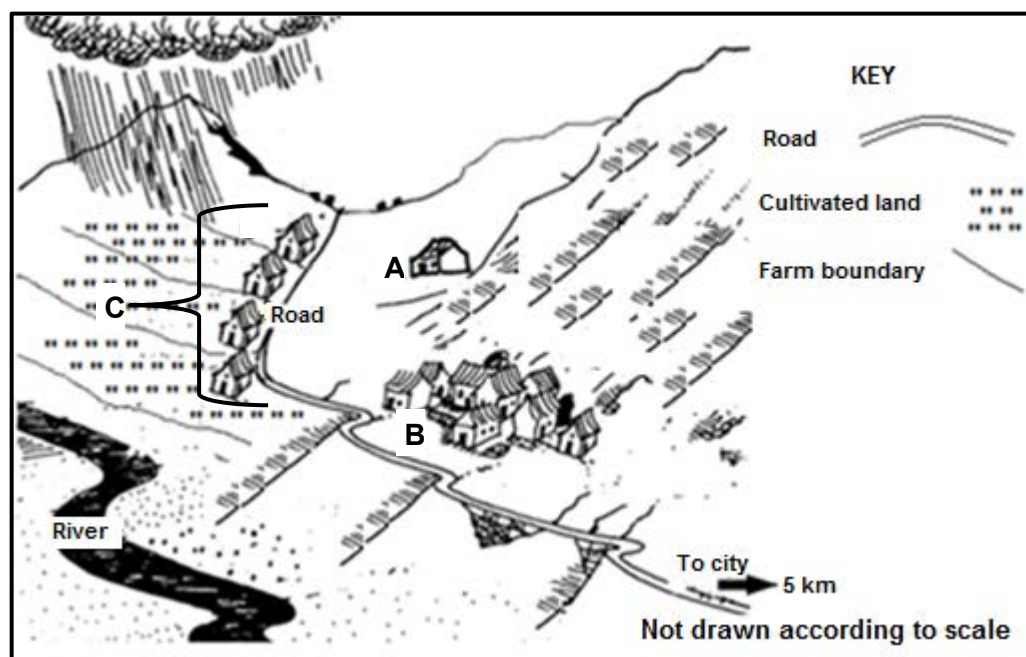 KEY
Road
Cultivated land
Farm boundary
A
C
Road
B
River
To city
5 km
Not drawn according to scale